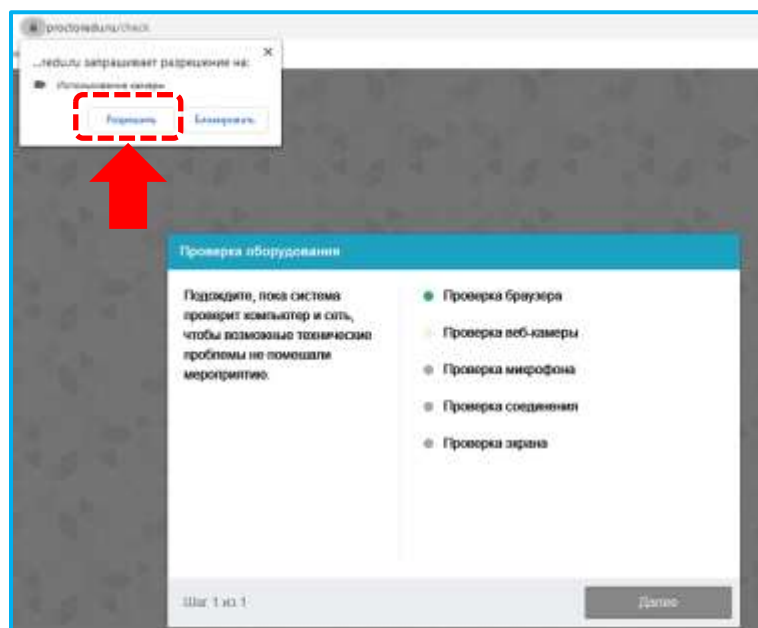 proctoredu.ru/check
...redu.ru запрашивает разрешение на:
Использование камеры
Разрешить Блокировать
Проверка оборудования
Подождите, пока система
проверит компьютер и сеть,
чтобы возможные технические
проблемы не помешали
мероприятию.
Проверка браузера
Проверка веб-камеры
Проверка микрофона
Проверка соединения
Проверка экрана
Шаг 1 из 1
Далее